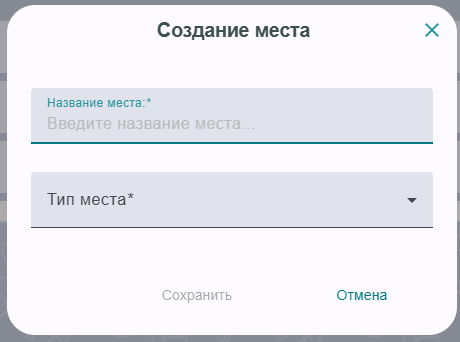 Создание места
Название места:*
Введите название места...
Тип места*
Сохранить
Отмена